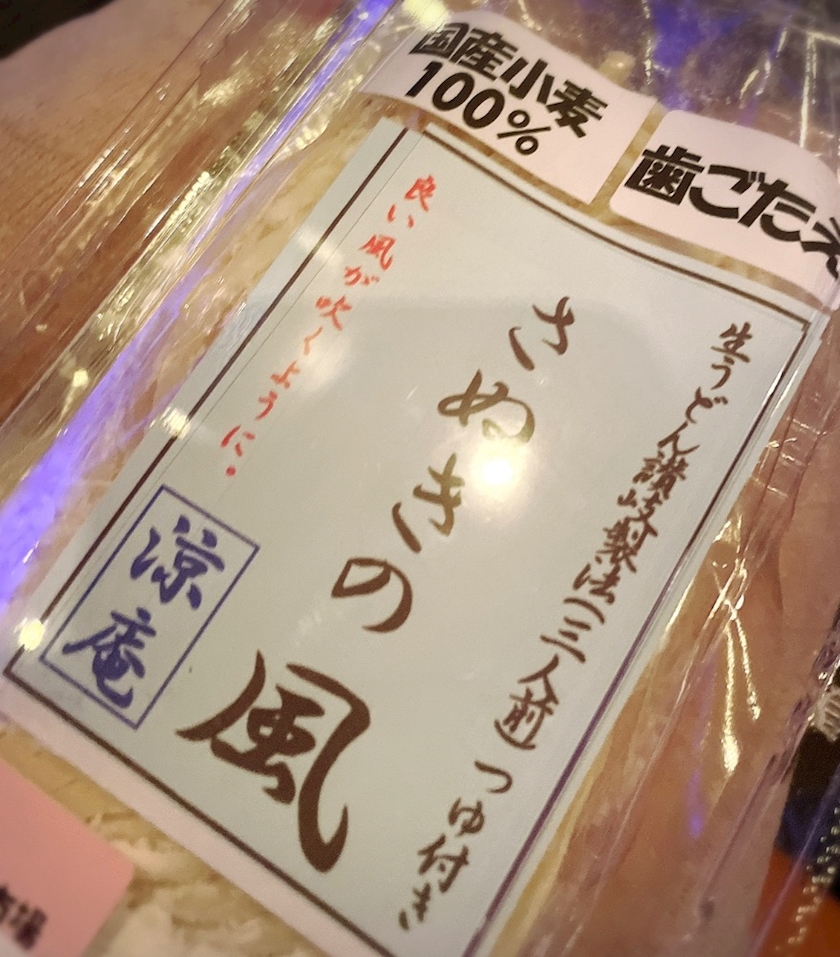 国産小麦
100%
歯ごたえ
生うどん讃岐製法(三人前)つゆ付き
さぬきの風
良い風が吹くように。
涼庵
市場